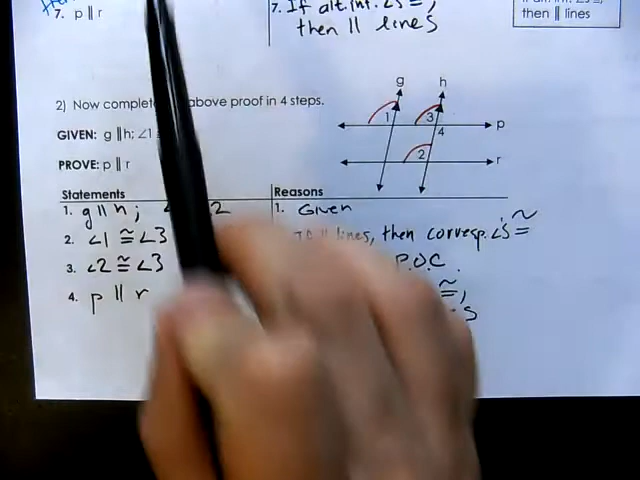 7. p || r
7. If alt. int. ∠s ≅,
then || lines
then || lines
2) Now complete above proof in 4 steps.
g h
1 3 p
4
2 r
GIVEN: g || h; ∠1
PROVE: p || r
Statements Reasons
1. g || h; 2 1. Given
2. ∠1 ≅ ∠3 If || lines, then corresp. ∠s ≅
3. ∠2 ≅ ∠3 P.O.C.
4. p || r ≅,
s